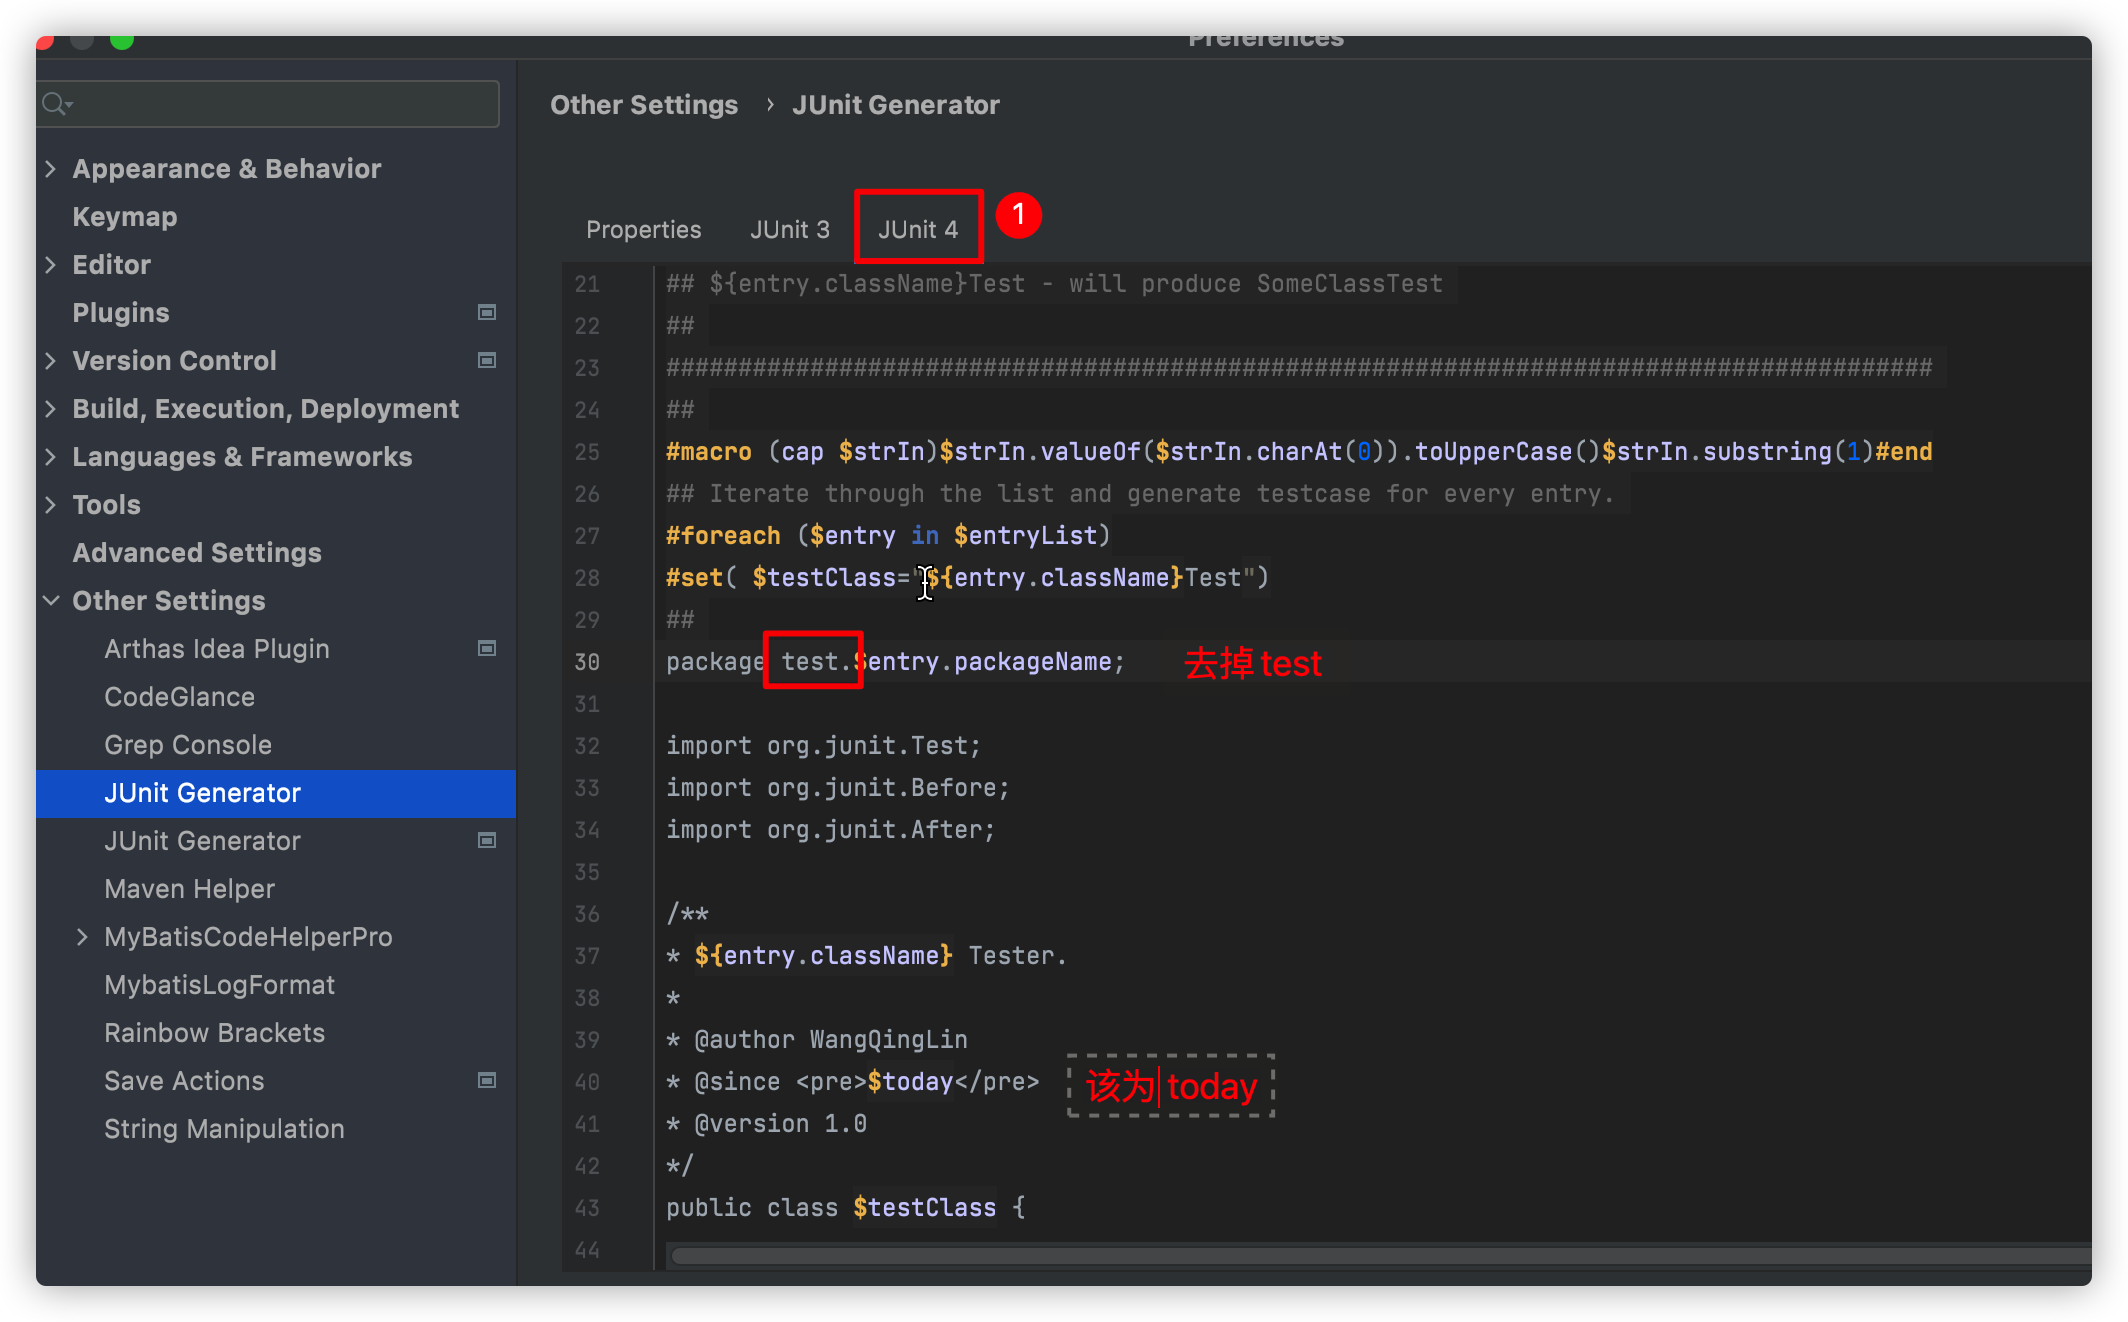 Preferences
Other Settings › JUnit Generator
Appearance & Behavior
Keymap
Editor
Plugins
Version Control
Build, Execution, Deployment
Languages & Frameworks
Tools
Advanced Settings
Other Settings
Arthas Idea Plugin
CodeGlance
Grep Console
JUnit Generator
JUnit Generator
Maven Helper
MyBatisCodeHelperPro
MybatisLogFormat
Rainbow Brackets
Save Actions
String Manipulation
Properties JUnit 3 JUnit 4 1
21 ## ${entry.className}Test - will produce SomeClassTest
22 ##
23 ########################################################################################
24 ##
25 #macro (cap $strIn)$strIn.valueOf($strIn.charAt(0)).toUpperCase()$strIn.substring(1)#end
26 ## Iterate through the list and generate testcase for every entry.
27 #foreach ($entry in $entryList)
28 #set( $testClass="${entry.className}Test")
29 ##
30 package test.$entry.packageName; 去掉test
31
32 import org.junit.Test;
33 import org.junit.Before;
34 import org.junit.After;
35
36 /**
37 * ${entry.className} Tester.
38 *
39 * @author WangQingLin
40 * @since <pre>$today</pre> 该为today
41 * @version 1.0
42 */
43 public class $testClass {
44